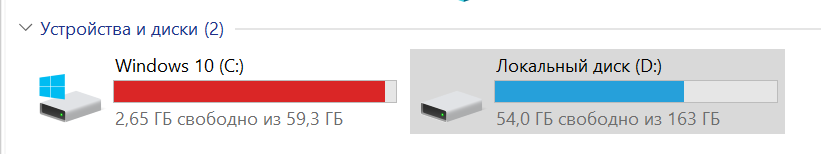 Устройства и диски (2)
Windows 10 (C:)
2,65 ГБ свободно из 59,3 ГБ
Локальный диск (D:)
54,0 ГБ свободно из 163 ГБ